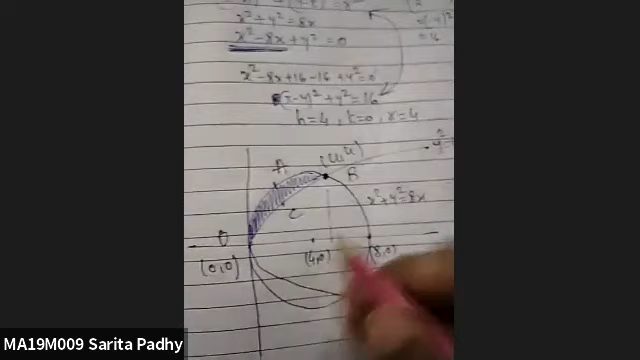 x² + y² = 8x
x² - 8x + y² = 0
x² - 8x + 16 - 16 + y² = 0
(x-4)² + y² = 16
h = 4, k = 0, r = 4
= 16
(4,4)
A
B
C
x² + y² = 8x
O
(0,0)
(4,0)
(8,0)
MA19M009 Sarita Padhy